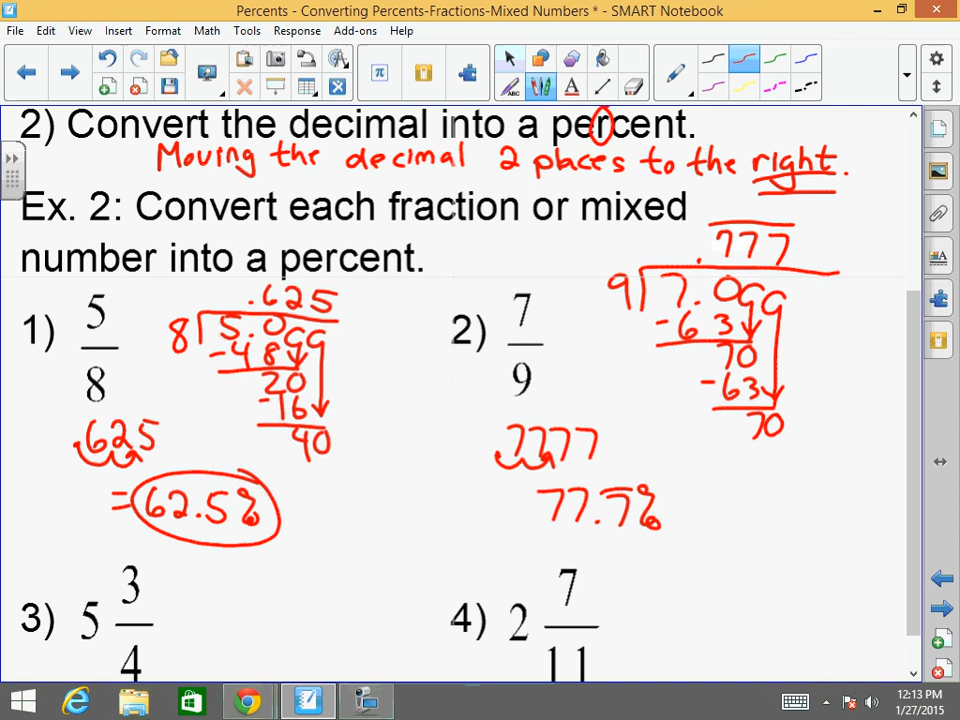 Percents - Converting Percents-Fractions-Mixed Numbers * - SMART Notebook
File Edit View Insert Format Math Tools Response Add-ons Help
2) Convert the decimal into a percent.
Moving the decimal 2 places to the right.
Ex. 2: Convert each fraction or mixed
number into a percent.
1) 5/8
.625
8 5.000
-48
20
-16
40
.625
= 62.5%
2) 7/9
.777
9 7.000
-63
70
-63
70
.7777
77.7%
3) 5 3/4
4) 2 7/11
12:13 PM
1/27/2015